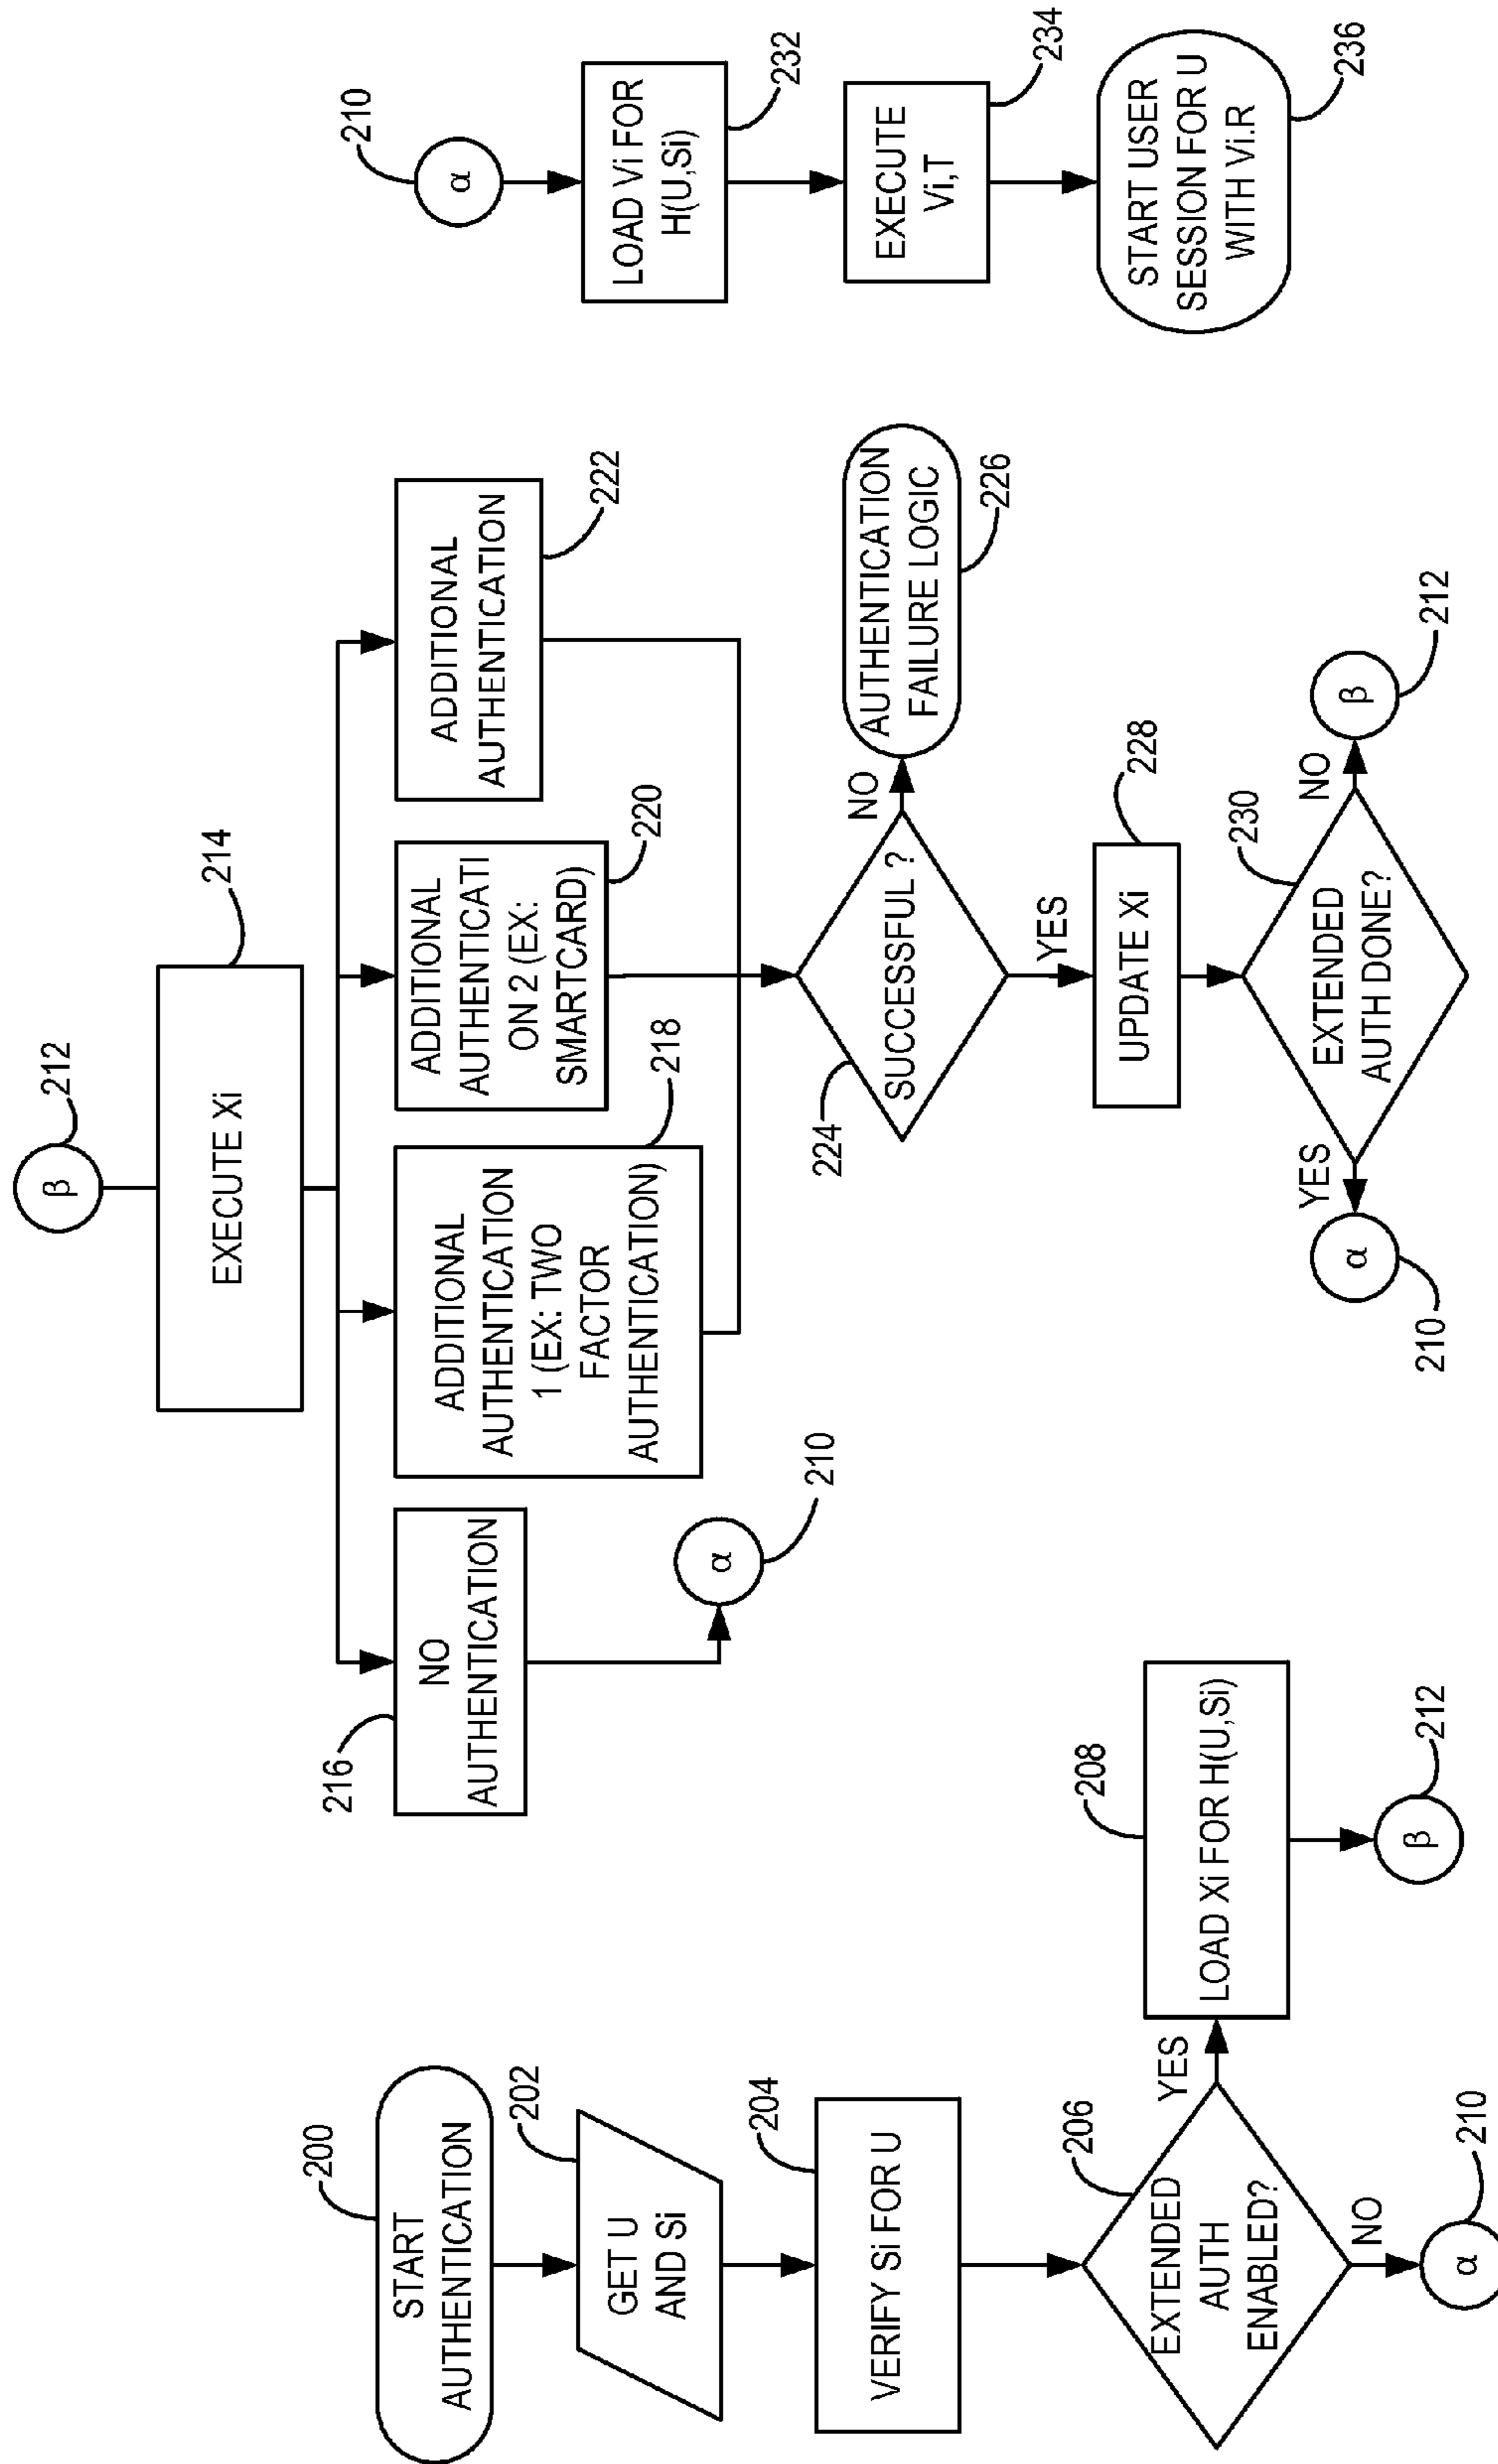 START
AUTHENTICATION
200
GET U
AND Si
202
VERIFY Si FOR U
204
EXTENDED
AUTH
ENABLED?
206
YES
NO
LOAD Xi FOR H(U,Si)
208
β
212
α
210
β
212
EXECUTE Xi
214
NO
AUTHENTICATION
216
α
210
ADDITIONAL
AUTHENTICATION
1 (EX: TWO
FACTOR
AUTHENTICATION)
218
ADDITIONAL
AUTHENTICATI
ON 2 (EX:
SMARTCARD)
220
ADDITIONAL
AUTHENTICATION
222
SUCCESSFUL ?
224
NO
AUTHENTICATION
FAILURE LOGIC
226
YES
UPDATE Xi
228
EXTENDED
AUTH DONE?
230
YES
α
210
NO
β
212
210
α
LOAD Vi FOR
H(U,Si)
232
EXECUTE
Vi,T
234
START USER
SESSION FOR U
WITH Vi.R
236